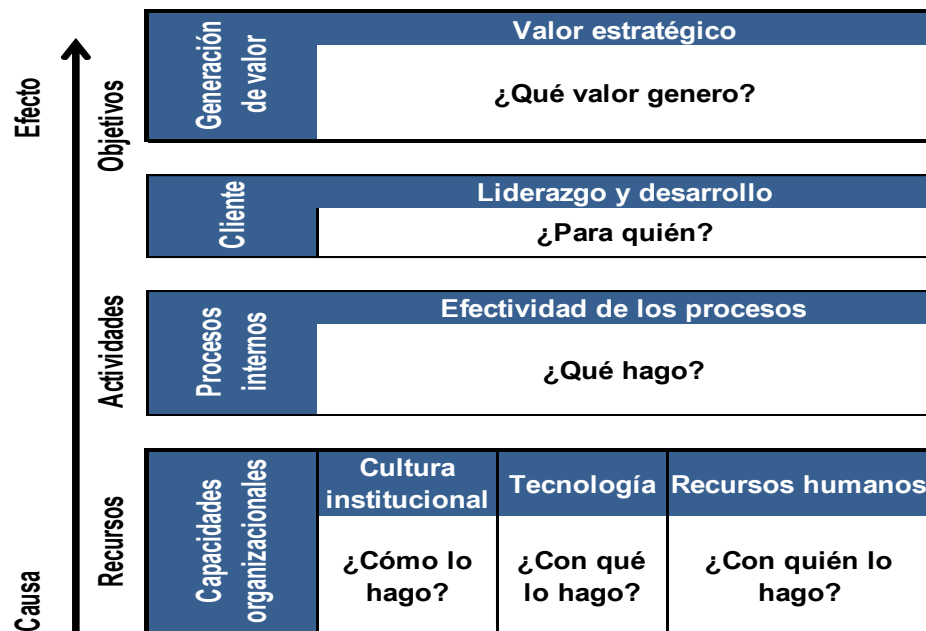 Efecto
Objetivos
Generación
de valor
Valor estratégico
¿Qué valor genero?
Cliente
Liderazgo y desarrollo
¿Para quién?
Actividades
Procesos
internos
Efectividad de los procesos
¿Qué hago?
Causa
Recursos
Capacidades
organizacionales
Cultura
institucional
¿Cómo lo
hago?
Tecnología
¿Con qué
lo hago?
Recursos humanos
¿Con quién lo
hago?